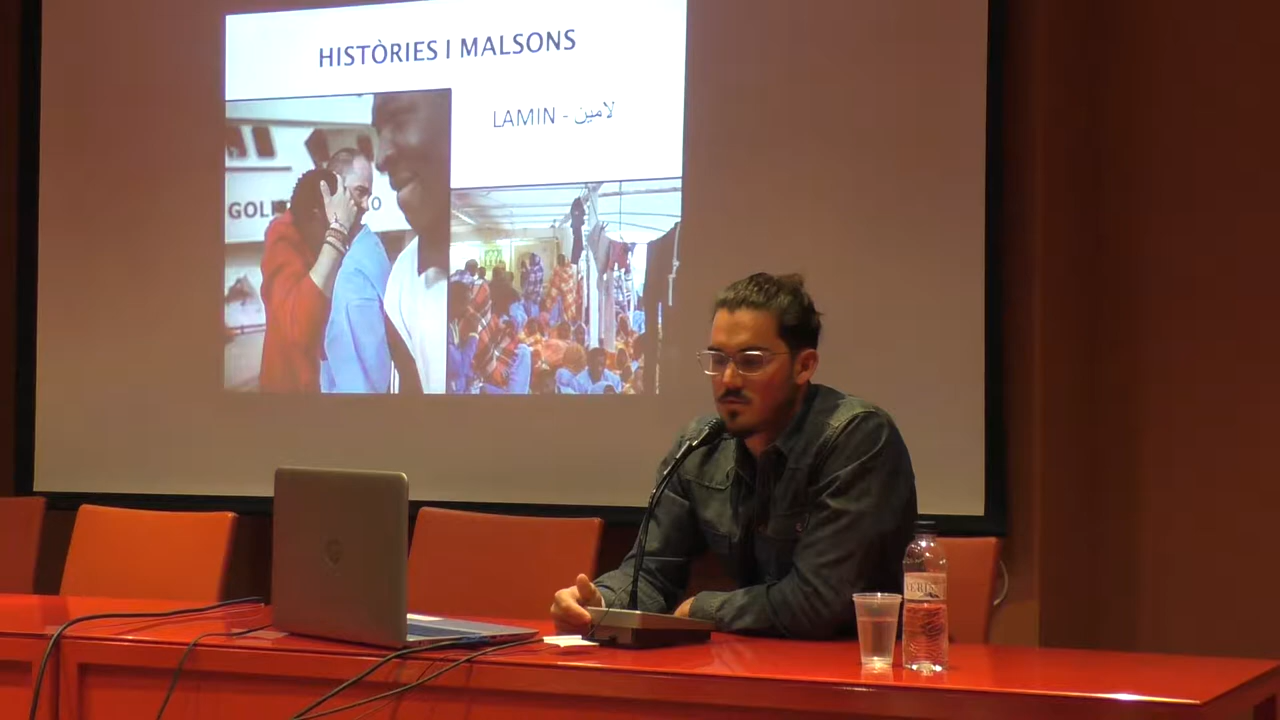 HISTÒRIES I MALSONS
LAMIN - لامين